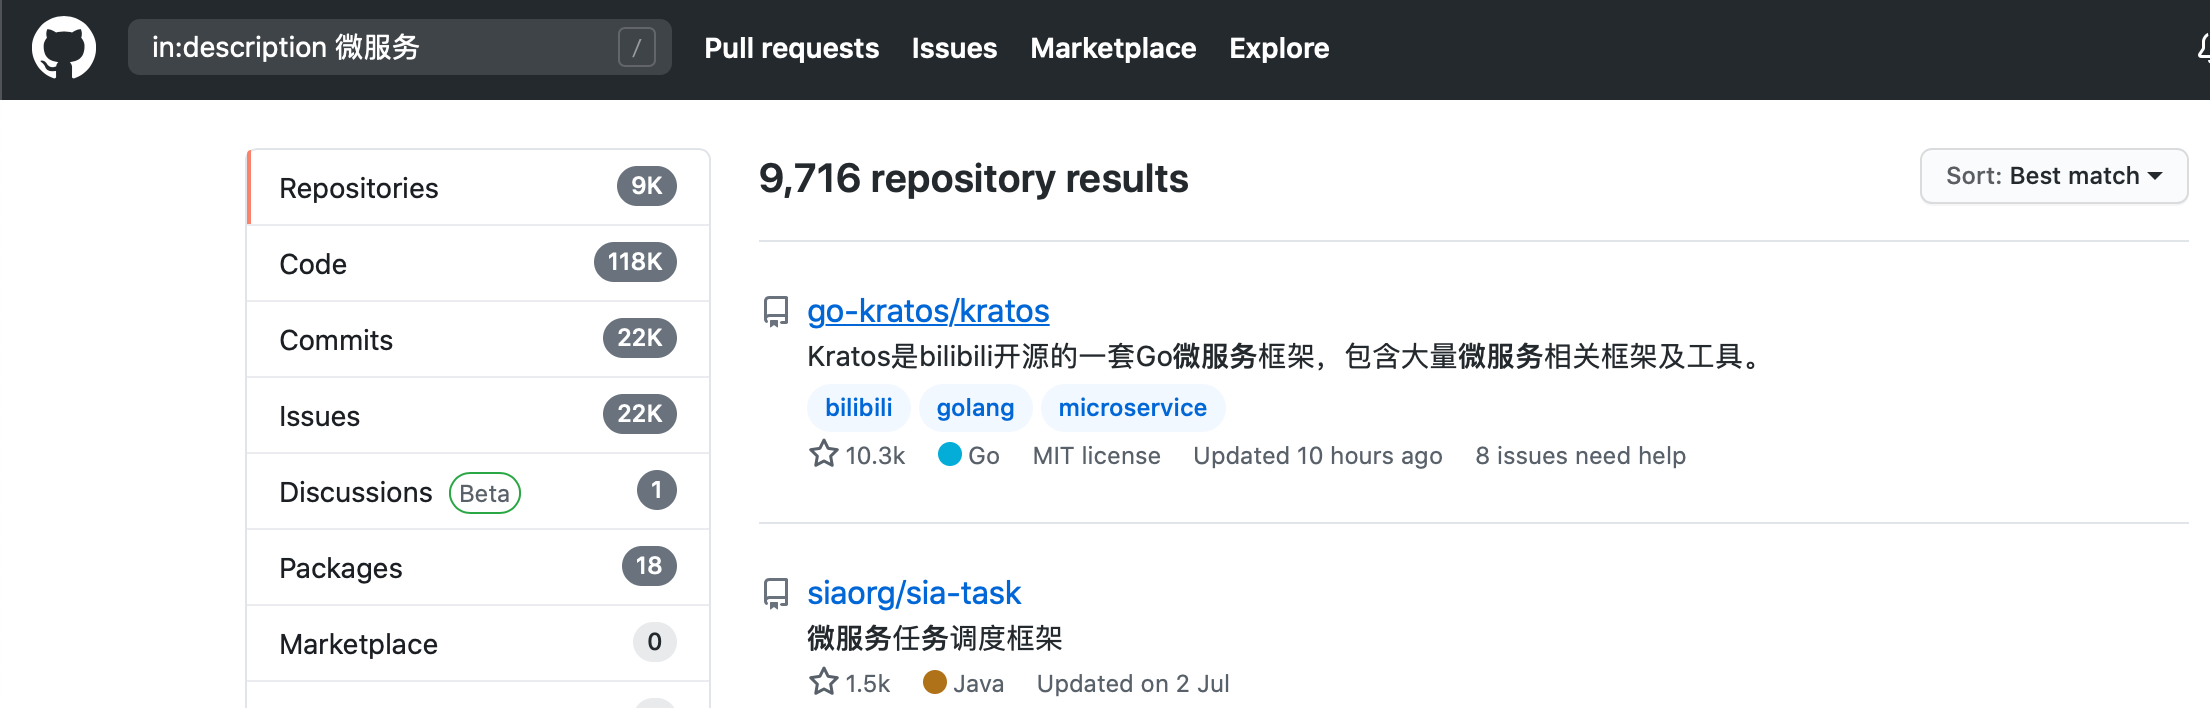 in:description 微服务 /
Pull requests Issues Marketplace Explore
Repositories 9K
Code 118K
Commits 22K
Issues 22K
Discussions Beta 1
Packages 18
Marketplace 0
9,716 repository results
Sort: Best match
go-kratos/kratos
Kratos是bilibili开源的一套Go微服务框架，包含大量微服务相关框架及工具。
bilibili golang microservice
10.3k Go MIT license Updated 10 hours ago 8 issues need help
siaorg/sia-task
微服务任务调度框架
1.5k Java Updated on 2 Jul